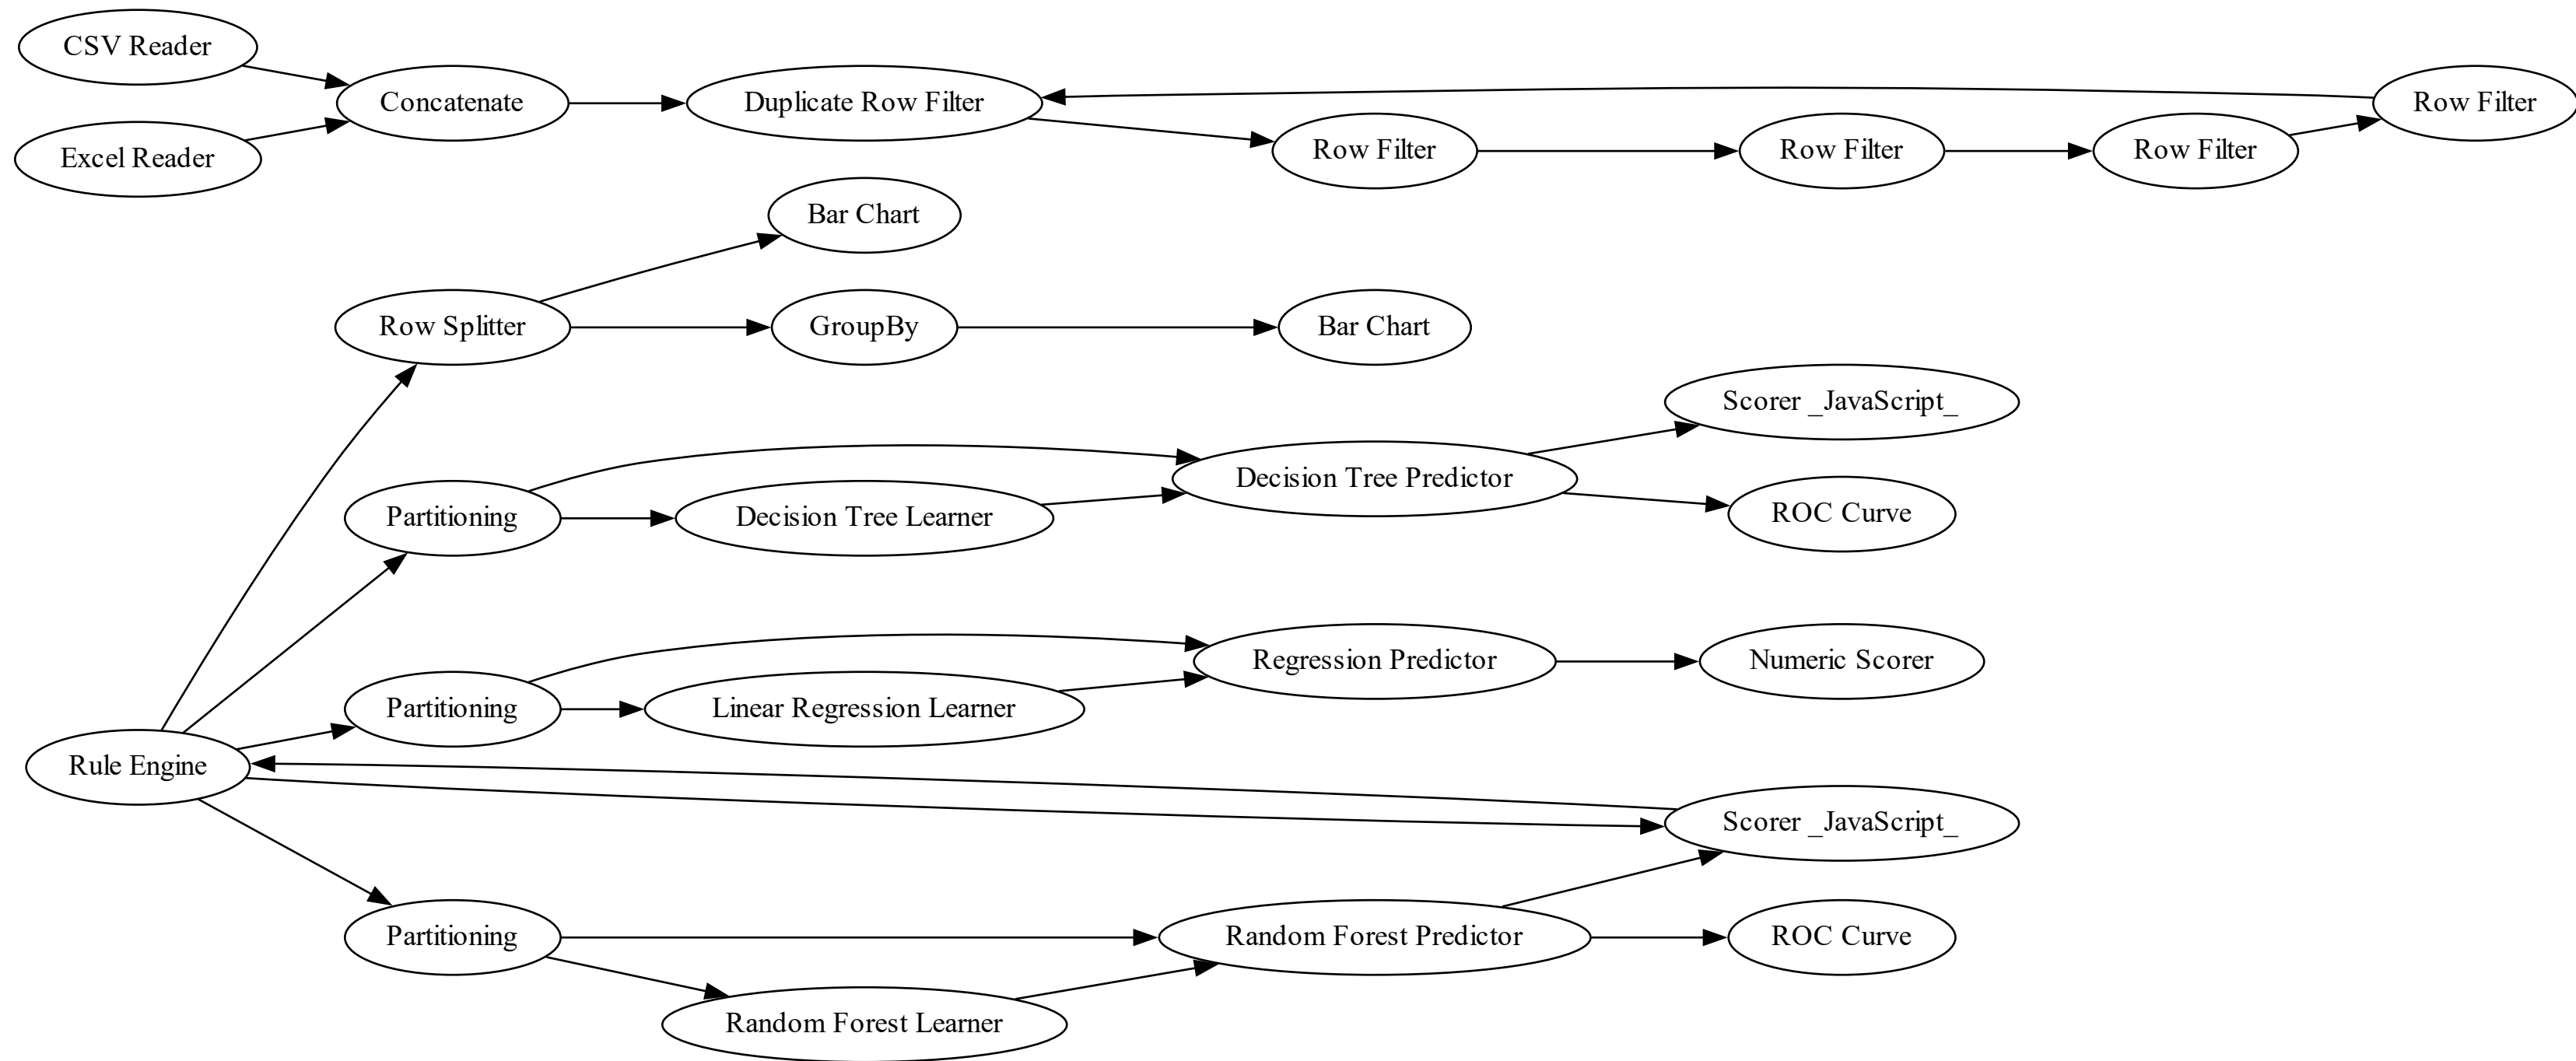 CSV Reader
Excel Reader
Concatenate
Duplicate Row Filter
Row Filter
Row Filter
Row Filter
Row Filter
Bar Chart
Row Splitter
GroupBy
Bar Chart
Scorer _JavaScript_
Decision Tree Predictor
Partitioning
Decision Tree Learner
ROC Curve
Regression Predictor
Numeric Scorer
Partitioning
Linear Regression Learner
Rule Engine
Scorer _JavaScript_
Partitioning
Random Forest Predictor
ROC Curve
Random Forest Learner